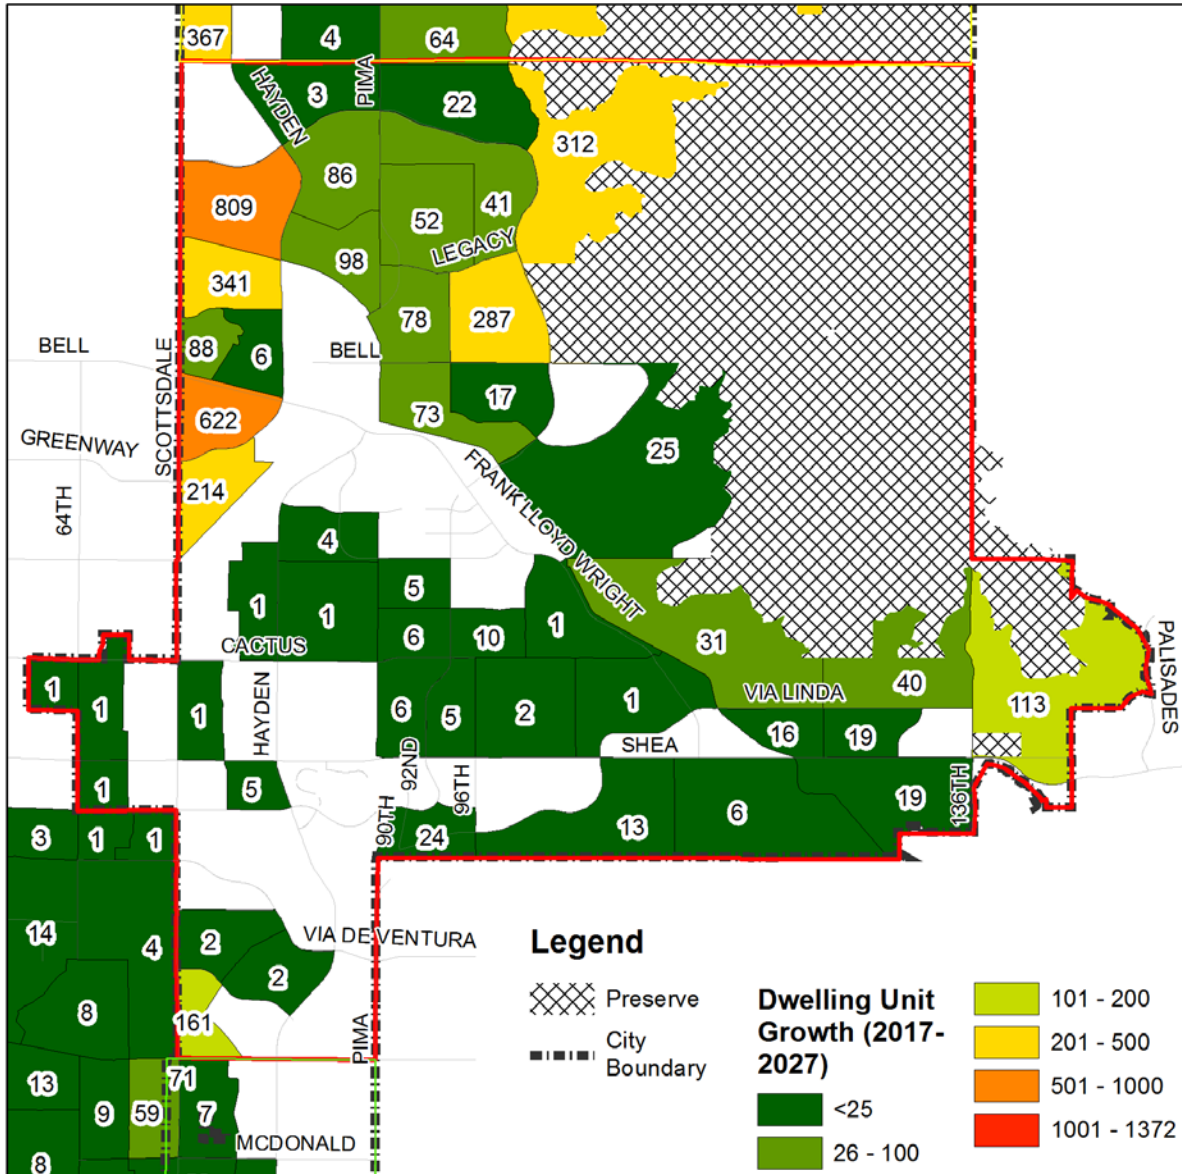 367
4
64
HAYDEN
3
PIMA
22
312
86
809
52
41
LEGACY
98
341
78
287
88
6
BELL
BELL
SCOTTSDALE
17
622
73
GREENWAY
25
214
FRANK LLOYD WRIGHT
64TH
4
5
1
1
6
10
1
CACTUS
31
PALISADES
1
1
1
HAYDEN
6
5
2
1
VIA LINDA
40
113
16
19
SHEA
92ND
96TH
1
5
90TH
24
13
6
19
136TH
3
1
1
14
4
2
VIA DE VENTURA
2
8
161
PIMA
13
9
59
71
7
MCDONALD
8
Legend
Preserve
City
Boundary
Dwelling Unit
Growth (2017-
2027)
<25
26 - 100
101 - 200
201 - 500
501 - 1000
1001 - 1372